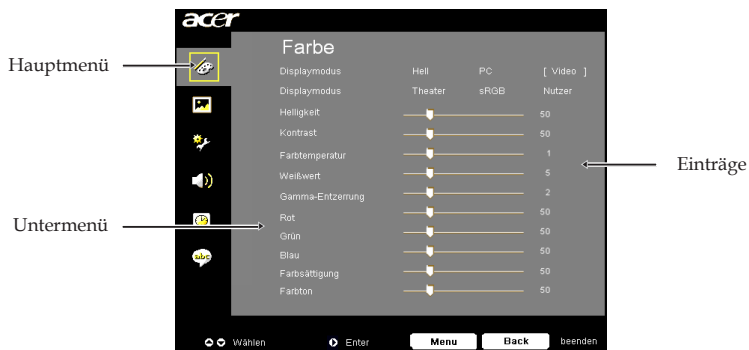 acer
Farbe
Hauptmenü
Displaymodus Hell PC [ Video ]
Displaymodus Theater sRGB Nutzer
Helligkeit 50
Kontrast 50
Farbtemperatur 1
Einträge
Weißwert 5
Gamma-Entzerrung 2
Rot 50
Untermenü
Grün 50
Blau 50
abc
Farbsättigung 50
Farbton 50
Wählen Enter Menu Back beenden